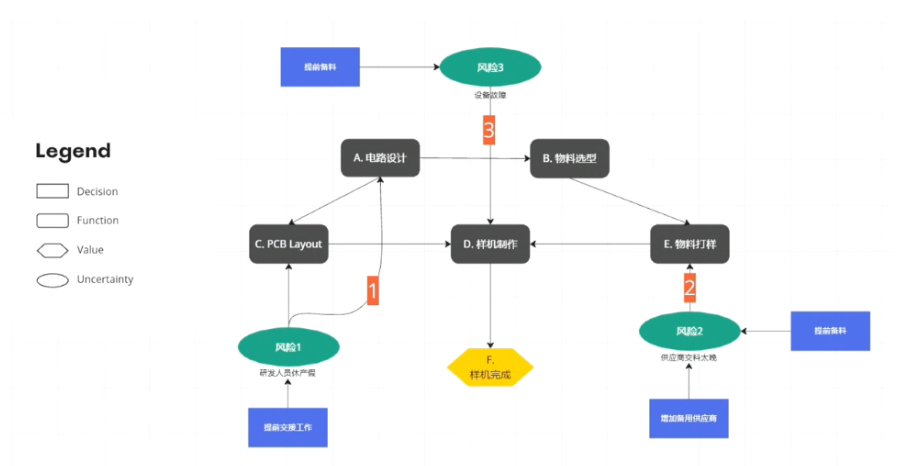 提前备料
风险3
设备故障
3
Legend
Decision
Function
Value
Uncertainty
A. 电路设计
B. 物料选型
C. PCB Layout
D. 样机制作
E. 物料打样
1
2
风险1
研发人员休产假
风险2
供应商交料太晚
提前备料
F.
样机完成
提前交接工作
增加备用供应商